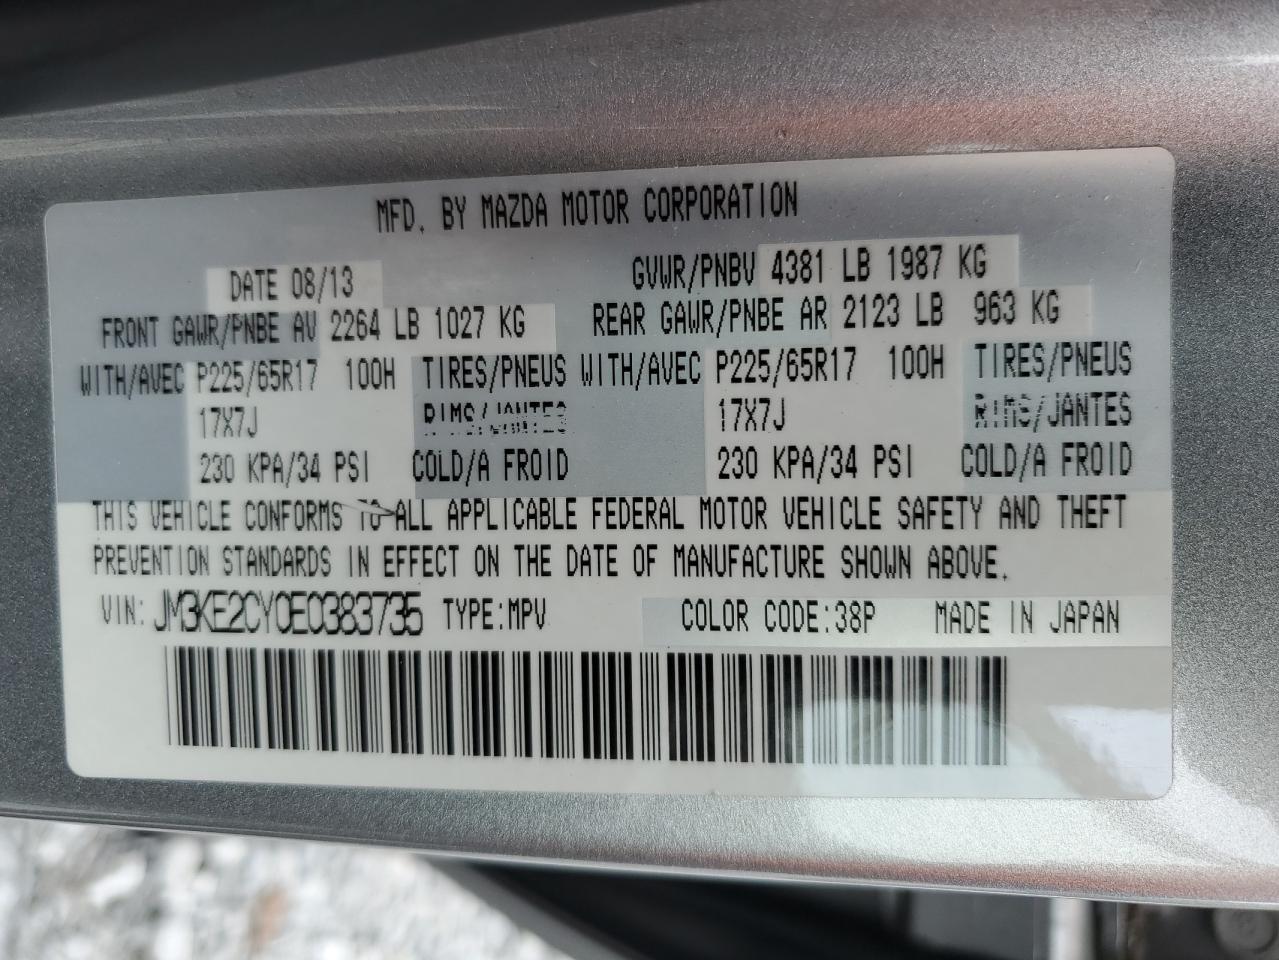 MFD. BY MAZDA MOTOR CORPORATION
DATE 08/13 GVWR/PNBV 4381 LB 1987 KG
FRONT GAWR/PNBE AV 2264 LB 1027 KG REAR GAWR/PNBE AR 2123 LB 963 KG
WITH/AVEC P225/65R17 100H TIRES/PNEUS WITH/AVEC P225/65R17 100H TIRES/PNEUS
17X7J RIMS/JANTES 17X7J RIMS/JANTES
230 KPA/34 PSI COLD/A FROID 230 KPA/34 PSI COLD/A FROID
THIS VEHICLE CONFORMS TO ALL APPLICABLE FEDERAL MOTOR VEHICLE SAFETY AND THEFT
PREVENTION STANDARDS IN EFFECT ON THE DATE OF MANUFACTURE SHOWN ABOVE.
VIN: JM3KE2CY0E0383735 TYPE:MPV COLOR CODE:38P MADE IN JAPAN